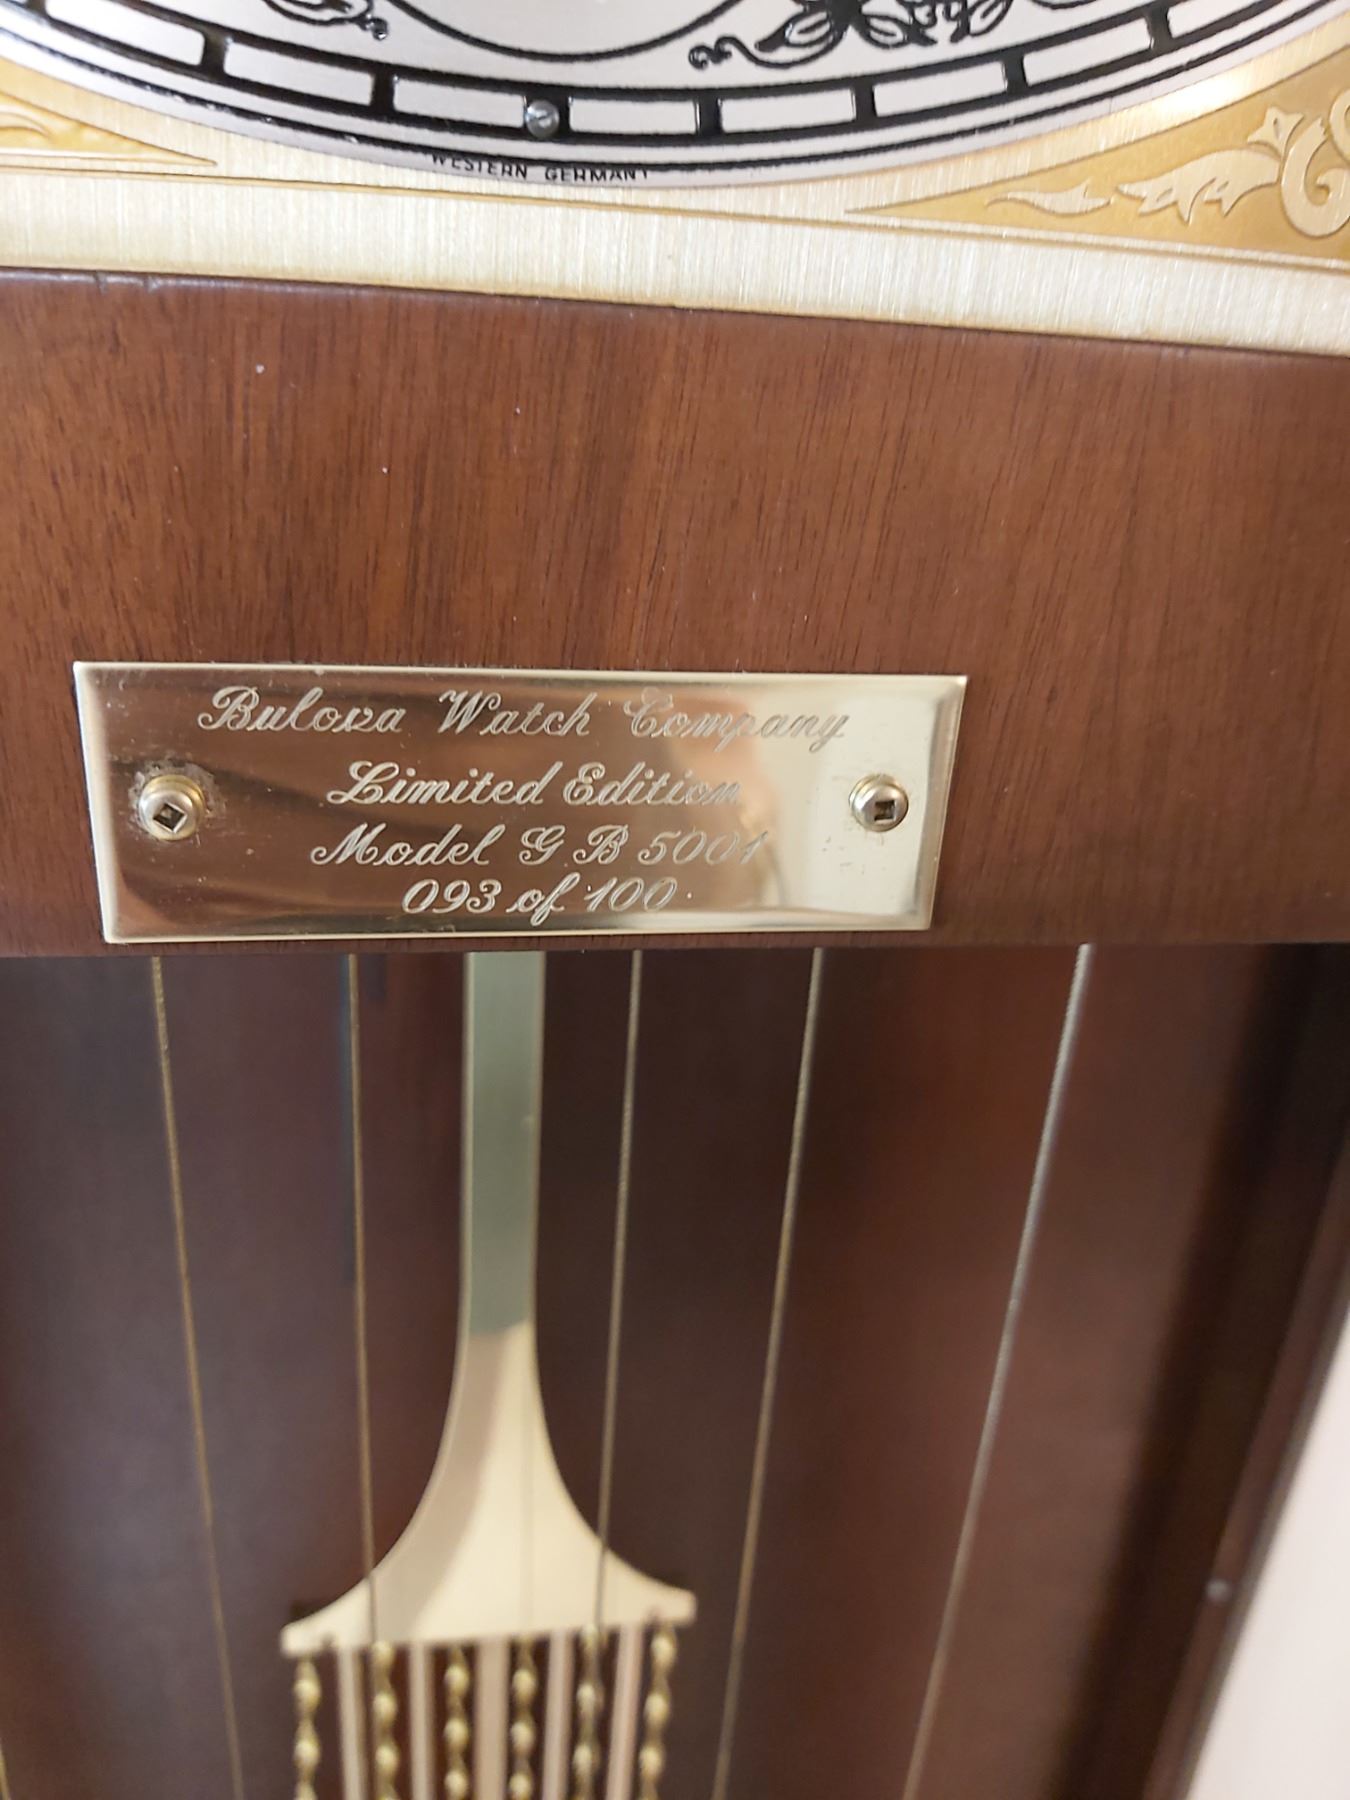 WESTERN GERMANY
Bulova Watch Company
Limited Edition
Model G B 5001
093 of 100